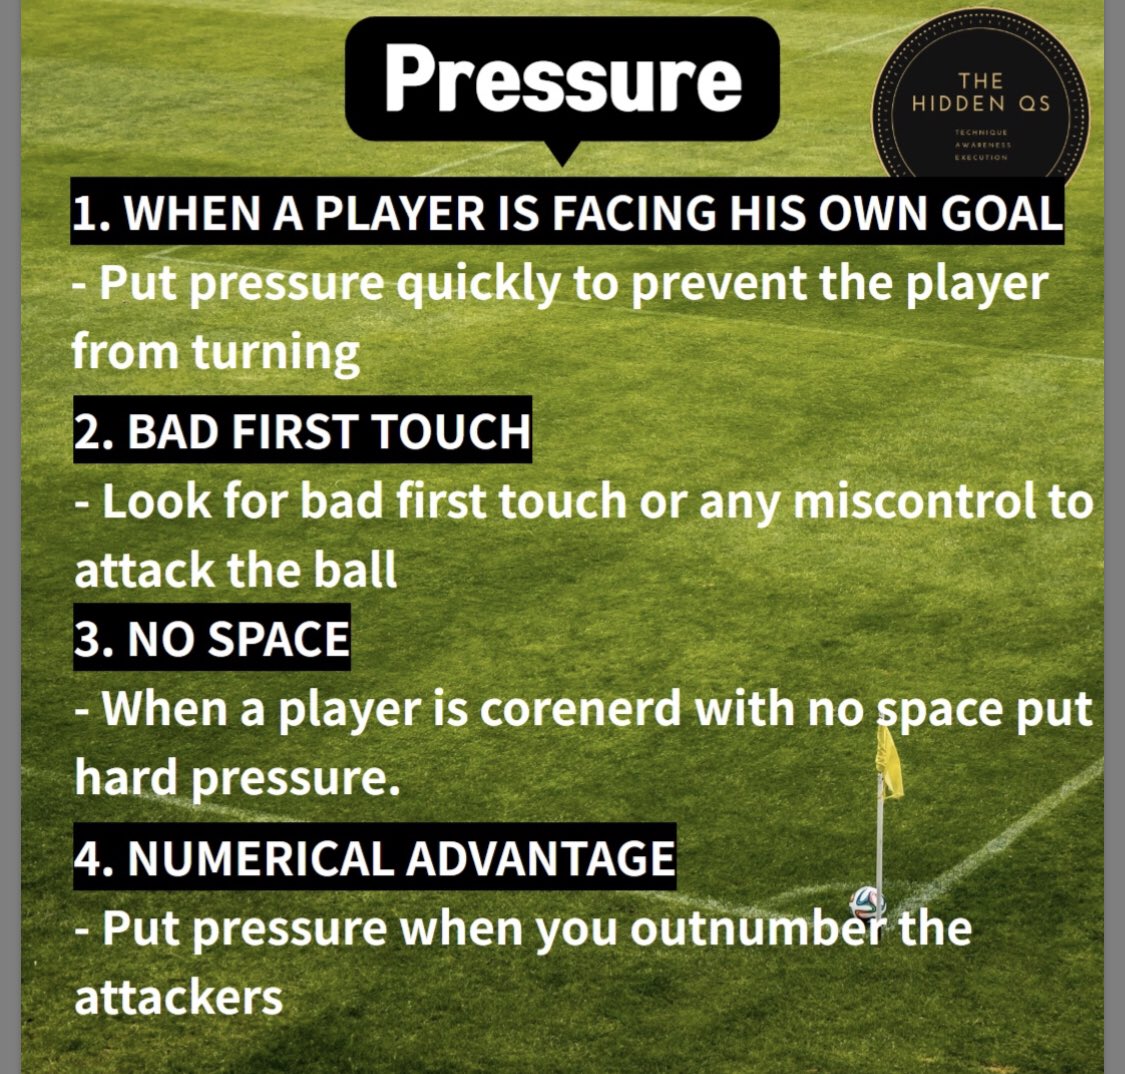 Pressure
THE
HIDDEN QS
TECHNIQUE
AWARENESS
EXECUTION
1. WHEN A PLAYER IS FACING HIS OWN GOAL
- Put pressure quickly to prevent the player
from turning
2. BAD FIRST TOUCH
- Look for bad first touch or any miscontrol to
attack the ball
3. NO SPACE
- When a player is corenerd with no space put
hard pressure.
4. NUMERICAL ADVANTAGE
- Put pressure when you outnumber the
attackers